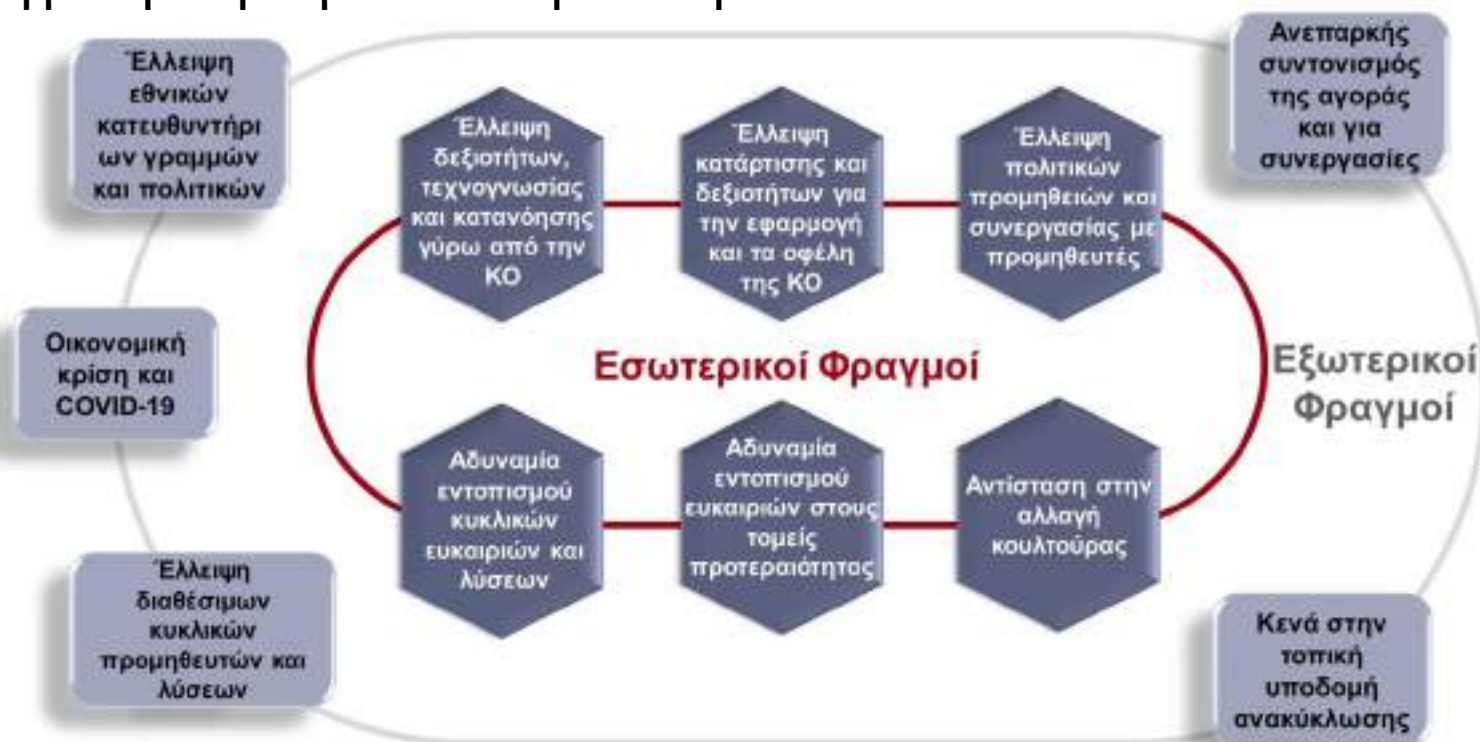 Έλλειψη
εθνικών
κατευθυντήρι
ων γραμμών
και πολιτικών
Ανεπαρκής
συντονισμός
της αγοράς
και για
συνεργασίες
Έλλειψη
δεξιοτήτων,
τεχνογνωσίας
και κατανόησης
γύρω από την
ΚΟ
Έλλειψη
κατάρτισης και
δεξιοτήτων για
την εφαρμογή
και τα οφέλη
της ΚΟ
Έλλειψη
πολιτικών
προμηθειών και
συνεργασίας με
προμηθευτές
Οικονομική
κρίση και
COVID-19
Εσωτερικοί Φραγμοί
Εξωτερικοί
Φραγμοί
Αδυναμία
εντοπισμού
κυκλικών
ευκαιριών και
λύσεων
Αδυναμία
εντοπισμού
ευκαιριών στους
τομείς
προτεραιότητας
Αντίσταση στην
αλλαγή
κουλτούρας
Έλλειψη
διαθέσιμων
κυκλικών
προμηθευτών και
λύσεων
Κενά στην
τοπική
υποδομή
ανακύκλωσης